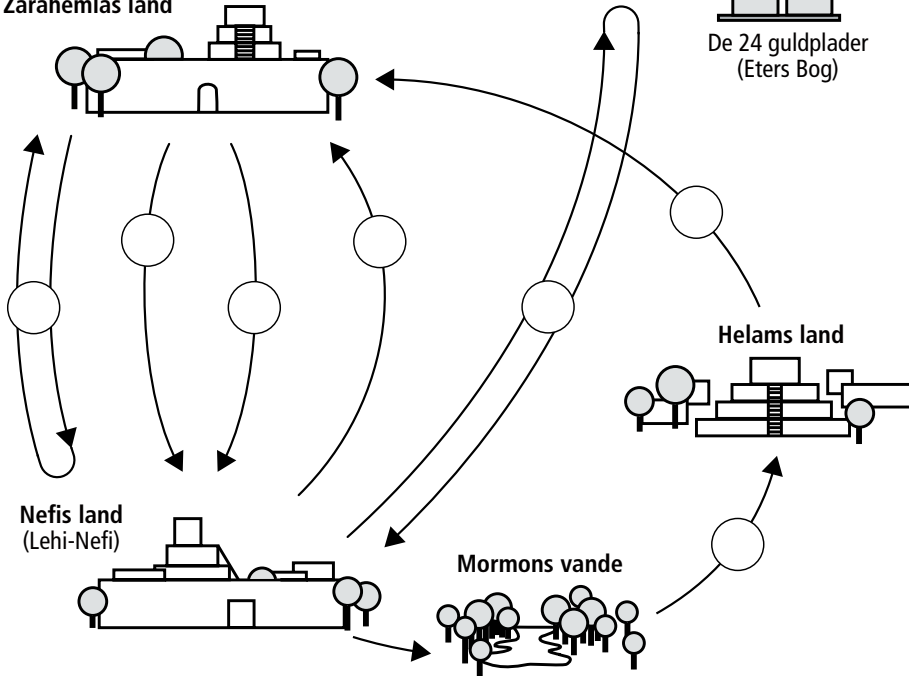 Zarahemlas land
De 24 guldplader
(Eters Bog)
Helams land
Nefis land
(Lehi-Nefi)
Mormons vande